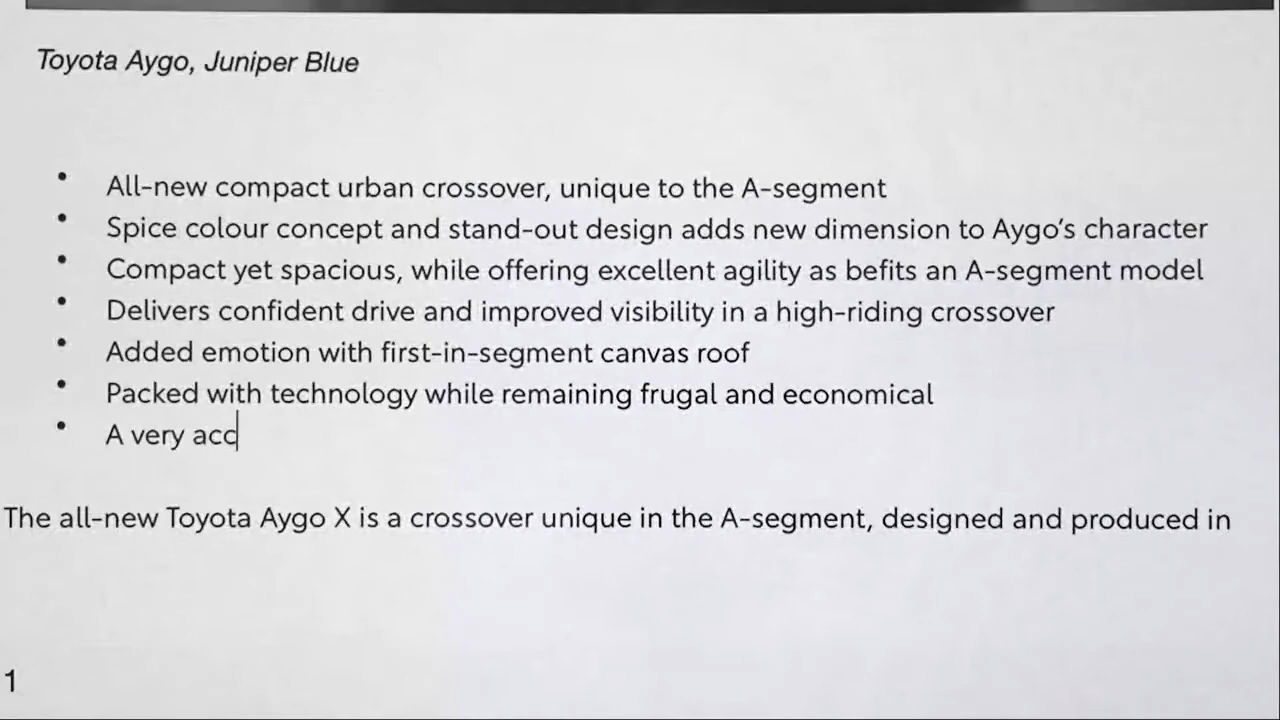 Toyota Aygo, Juniper Blue
• All-new compact urban crossover, unique to the A-segment
• Spice colour concept and stand-out design adds new dimension to Aygo's character
• Compact yet spacious, while offering excellent agility as befits an A-segment model
• Delivers confident drive and improved visibility in a high-riding crossover
• Added emotion with first-in-segment canvas roof
• Packed with technology while remaining frugal and economical
• A very acc
The all-new Toyota Aygo X is a crossover unique in the A-segment, designed and produced in
1